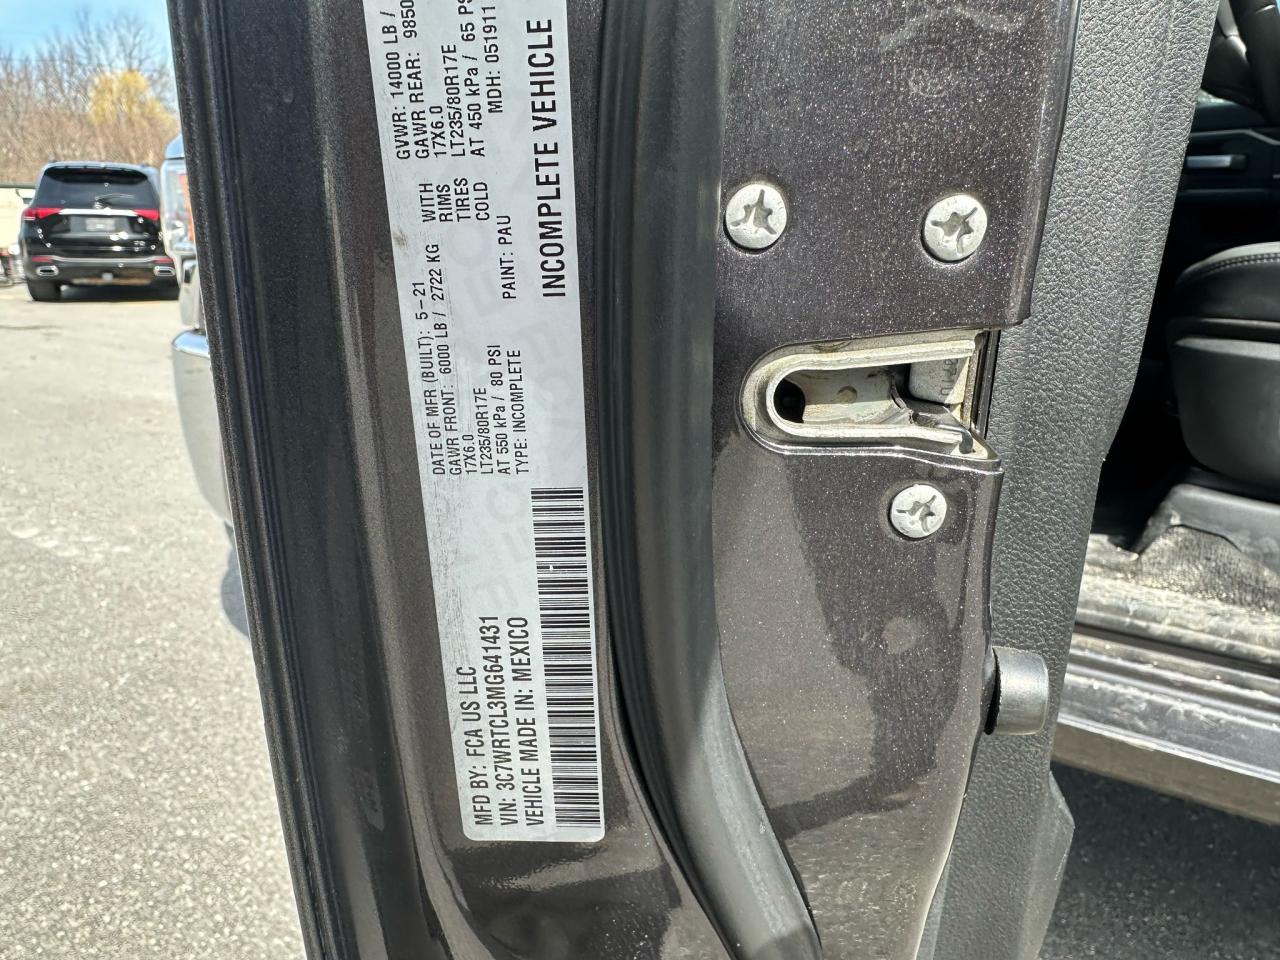 MFD BY: FCA US LLC
VIN: 3C7WRTCL3MG641431
VEHICLE MADE IN: MEXICO
DATE OF MFR (BUILT): 5-21
GAWR FRONT: 6000 LB / 2722 KG WITH
17X6.0 RIMS
LT235/80R17E TIRES
AT 550 kPa / 80 PSI COLD
TYPE: INCOMPLETE PAINT: PAU
GVWR: 14000 LB /
GAWR REAR: 9850
17X6.0
LT235/80R17E
AT 450 kPa / 65 PS
MDH: 051911
INCOMPLETE VEHICLE